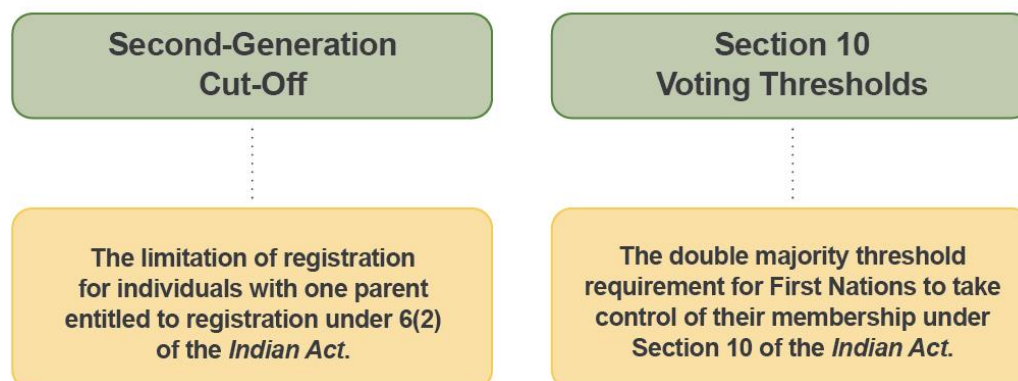 Second-Generation
Cut-Off
The limitation of registration
for individuals with one parent
entitled to registration under 6(2)
of the Indian Act.
Section 10
Voting Thresholds
The double majority threshold
requirement for First Nations to take
control of their membership under
Section 10 of the Indian Act.